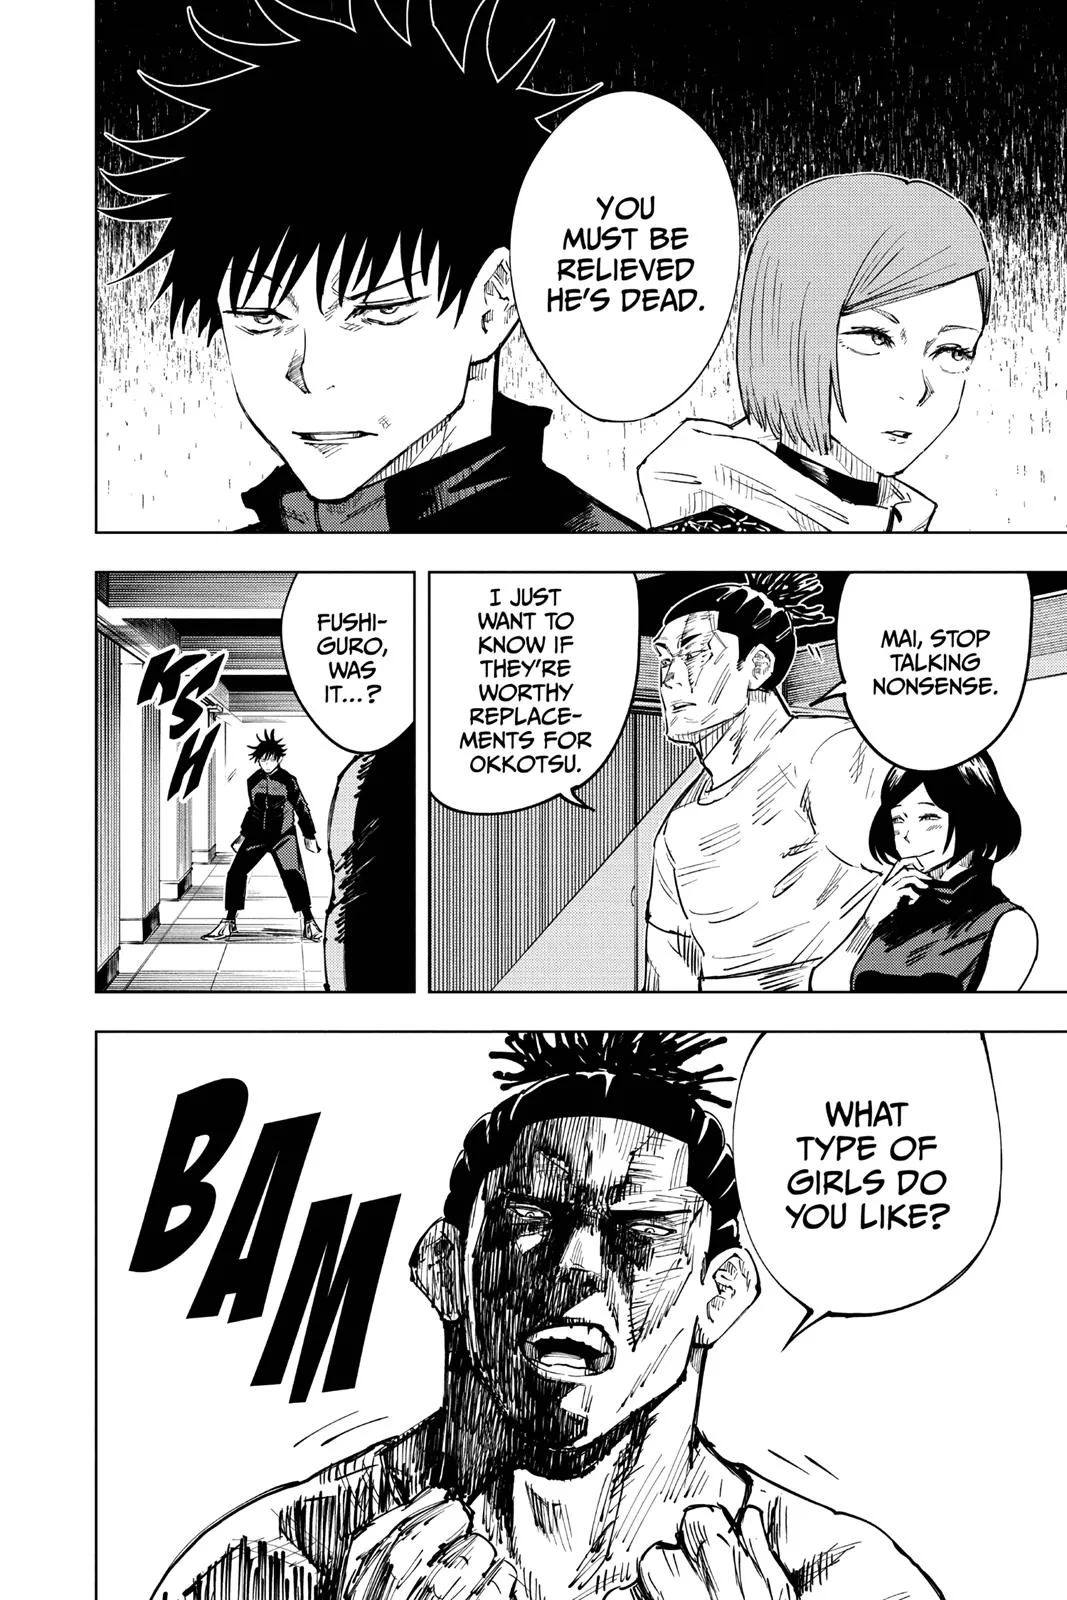 YOU
MUST BE
RELIEVED
HE'S DEAD.
MAI, STOP
TALKING
NONSENSE.
I JUST
WANT TO
KNOW IF
THEY'RE
WORTHY
REPLACE-
MENTS FOR
OKKOTSU.
FUSHI-
GURO,
WAS
IT...?
KASH
WHAT
TYPE OF
GIRLS DO
YOU LIKE?
BAM